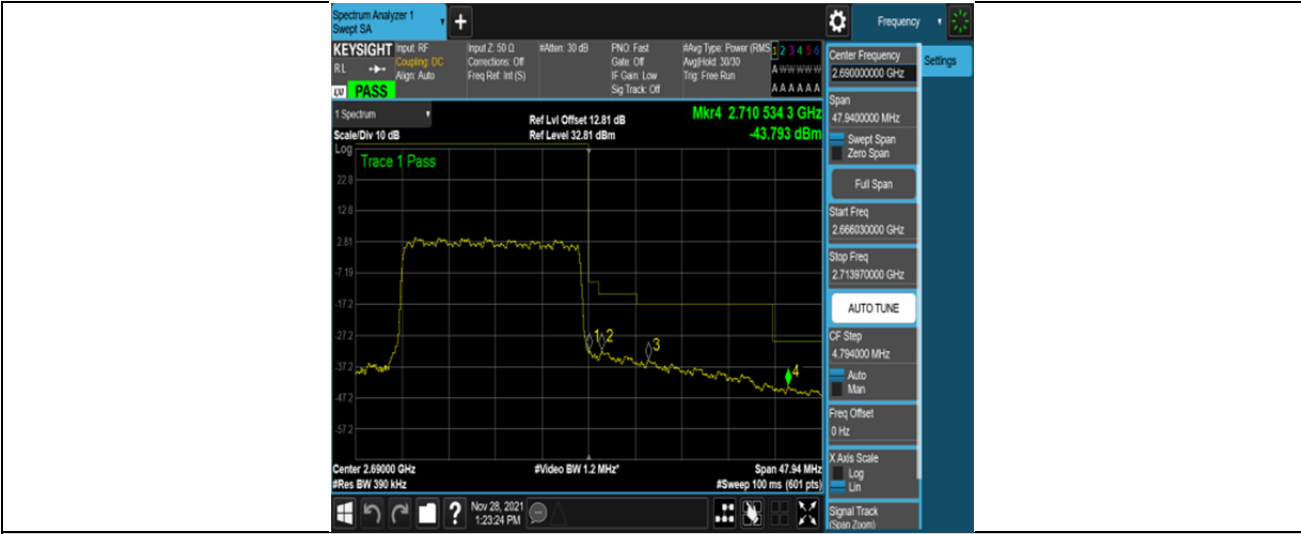 Spectrum Analyzer 1
Swept SA
Frequency
KEYSIGHT
RL
Input: RF
Coupling: DC
Align: Auto
Input Z: 50 Ω
Corrections: Off
Freq Ref: Int (S)
#Atten: 30 dB
PNO: Fast
Gate: Off
IF Gain: Low
Sig Track: Off
#Avg Type: Power (RMS
Avg|Hold: 30/30
Trig: Free Run
1 2 3 4 5 6
A W W W W W
A A A A A A
PASS
1 Spectrum
Scale/Div 10 dB
Ref Lvl Offset 12.81 dB
Ref Level 32.81 dBm
Mkr4 2.710 534 3 GHz
-43.793 dBm
Log
Trace 1 Pass
22.8
12.8
2.81
-7.19
-17.2
-27.2
-37.2
-47.2
-57.2
1
2
3
4
Center 2.69000 GHz
#Res BW 390 kHz
#Video BW 1.2 MHz*
Span 47.94 MHz
#Sweep 100 ms (601 pts)
Nov 28, 2021
1:23:24 PM
Center Frequency
2.690000000 GHz
Settings
Span
47.9400000 MHz
Swept Span
Zero Span
Full Span
Start Freq
2.666030000 GHz
Stop Freq
2.713970000 GHz
AUTO TUNE
CF Step
4.794000 MHz
Auto
Man
Freq Offset
0 Hz
X Axis Scale
Log
Lin
Signal Track
(Span Zoom)